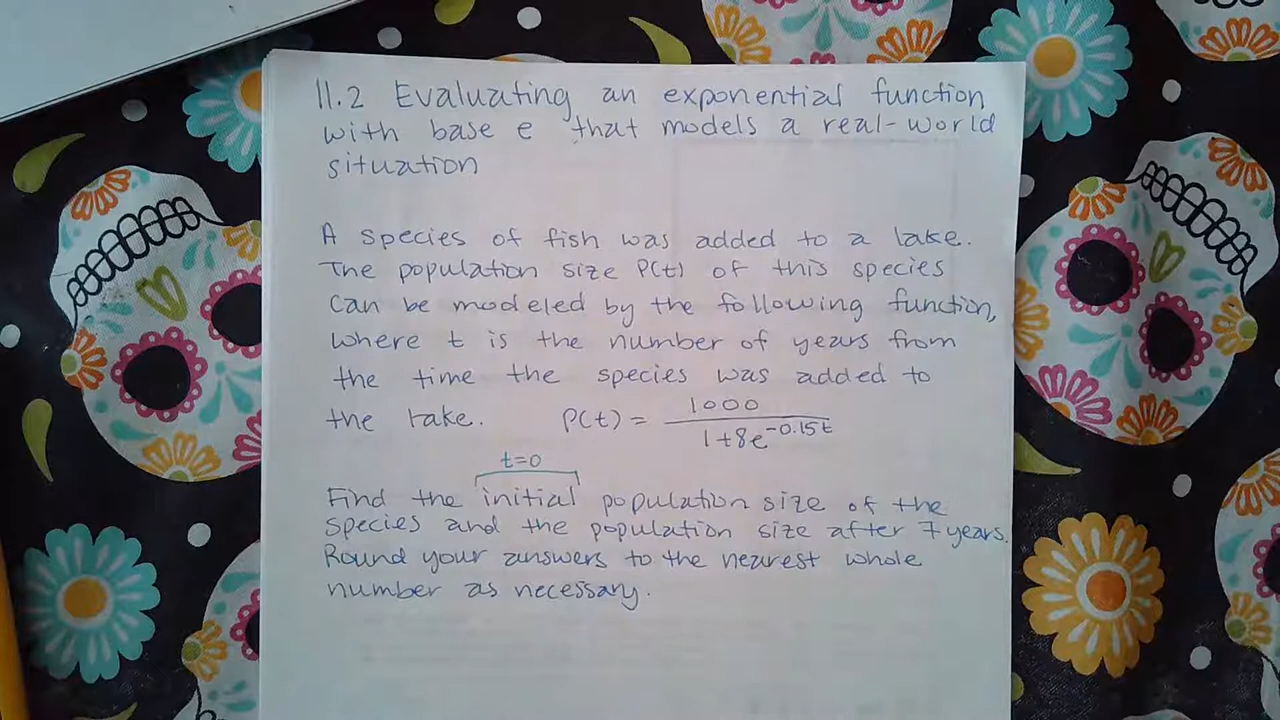 11.2 Evaluating an exponential function
with base e that models a real-world
situation
A species of fish was added to a lake.
The population size P(t) of this species
can be modeled by the following function,
where t is the number of years from
the time the species was added to
the lake. P(t) = 1000 / 1+8e^-0.15t
t=0
Find the initial population size of the
species and the population size after 7 years.
Round your answers to the nearest whole
number as necessary.